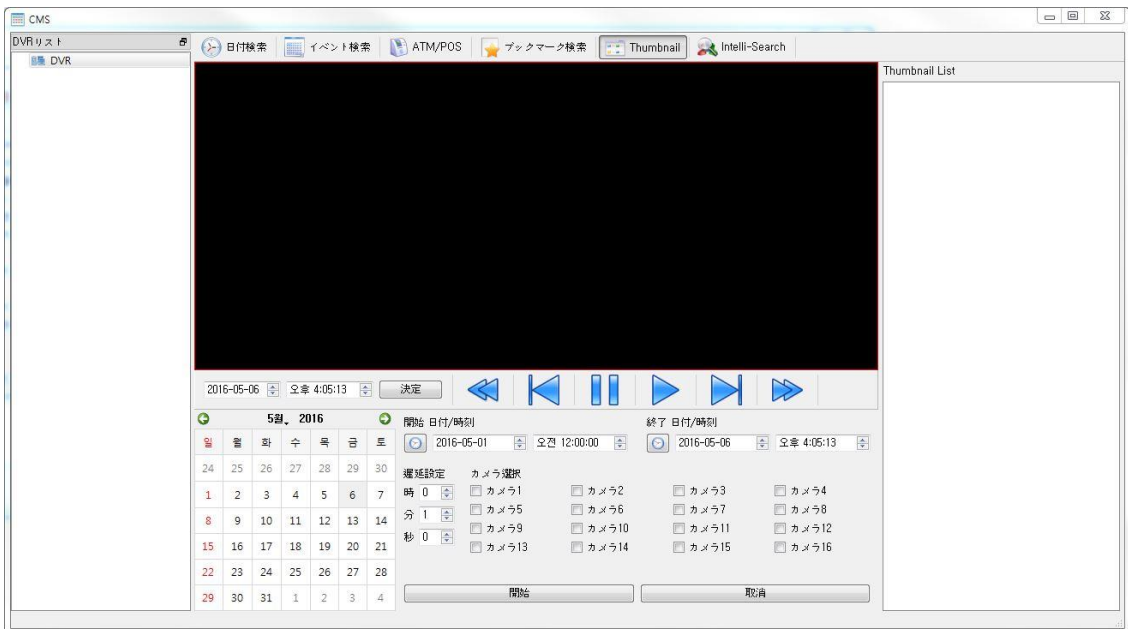 CMS
DVRリスト
DVR
日付検索 イベント検索 ATM/POS ブックマーク検索 Thumbnail Intelli-Search
Thumbnail List
2016-05-06 오후 4:05:13 決定
5월, 2016
일 월 화 수 목 금 토
24 25 26 27 28 29 30
1 2 3 4 5 6 7
8 9 10 11 12 13 14
15 16 17 18 19 20 21
22 23 24 25 26 27 28
29 30 31 1 2 3 4
開始 日付/時刻 終了 日付/時刻
2016-05-01 오전 12:00:00 2016-05-06 오후 4:05:13
遅延設定 カメラ選択
時 0 カメラ1 カメラ2 カメラ3 カメラ4
分 1 カメラ5 カメラ6 カメラ7 カメラ8
秒 0 カメラ9 カメラ10 カメラ11 カメラ12
カメラ13 カメラ14 カメラ15 カメラ16
開始 取消